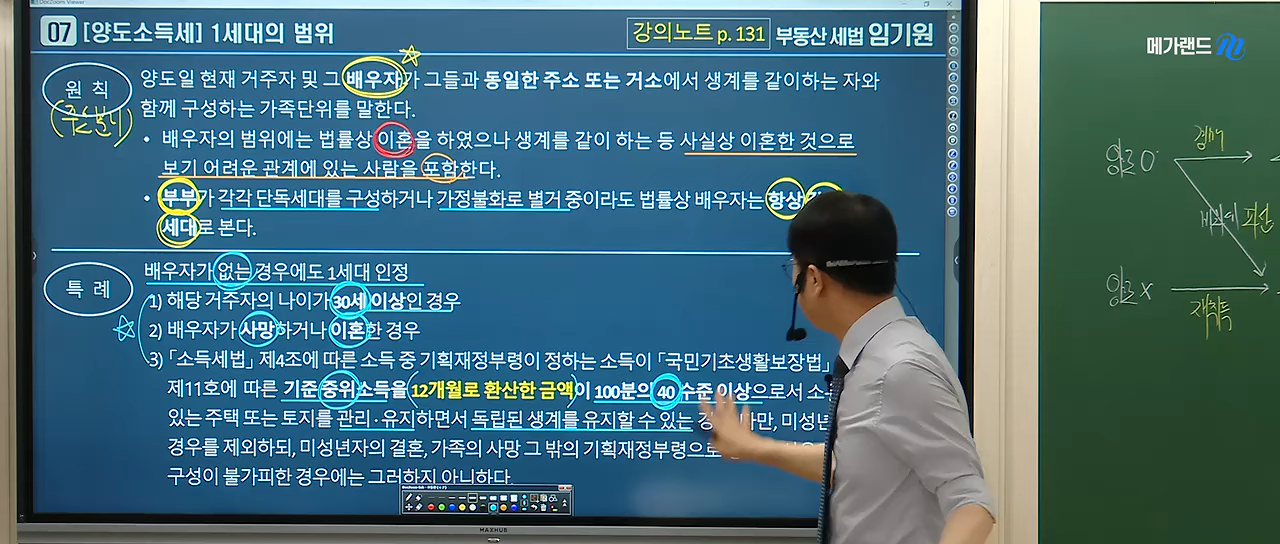 07 [양도소득세] 1세대의 범위
강의노트 p. 131 부동산 세법 임기원
메가랜드
원 칙
양도일 현재 거주자 및 그 배우자가 그들과 동일한 주소 또는 거소에서 생계를 같이하는 자와
함께 구성하는 가족단위를 말한다.
• 배우자의 범위에는 법률상 이혼을 하였으나 생계를 같이 하는 등 사실상 이혼한 것으로
보기 어려운 관계에 있는 사람을 포함한다.
• 부부가 각각 단독세대를 구성하거나 가정불화로 별거 중이라도 법률상 배우자는 항상
세대로 본다.
특 례
배우자가 없는 경우에도 1세대 인정
1) 해당 거주자의 나이가 30세 이상인 경우
2) 배우자가 사망하거나 이혼한 경우
3) 「소득세법」 제4조에 따른 소득 중 기획재정부령이 정하는 소득이 「국민기초생활보장법」
제11호에 따른 기준 중위소득을 12개월로 환산한 금액이 100분의 40 수준 이상으로서
있는 주택 또는 토지를 관리·유지하면서 독립된 생계를 유지할 수 있는
경우를 제외하되, 미성년자의 결혼, 가족의 사망 그 밖의 기획재정부령으로
구성이 불가피한 경우에는 그러하지 아니하다.
MAXHUB